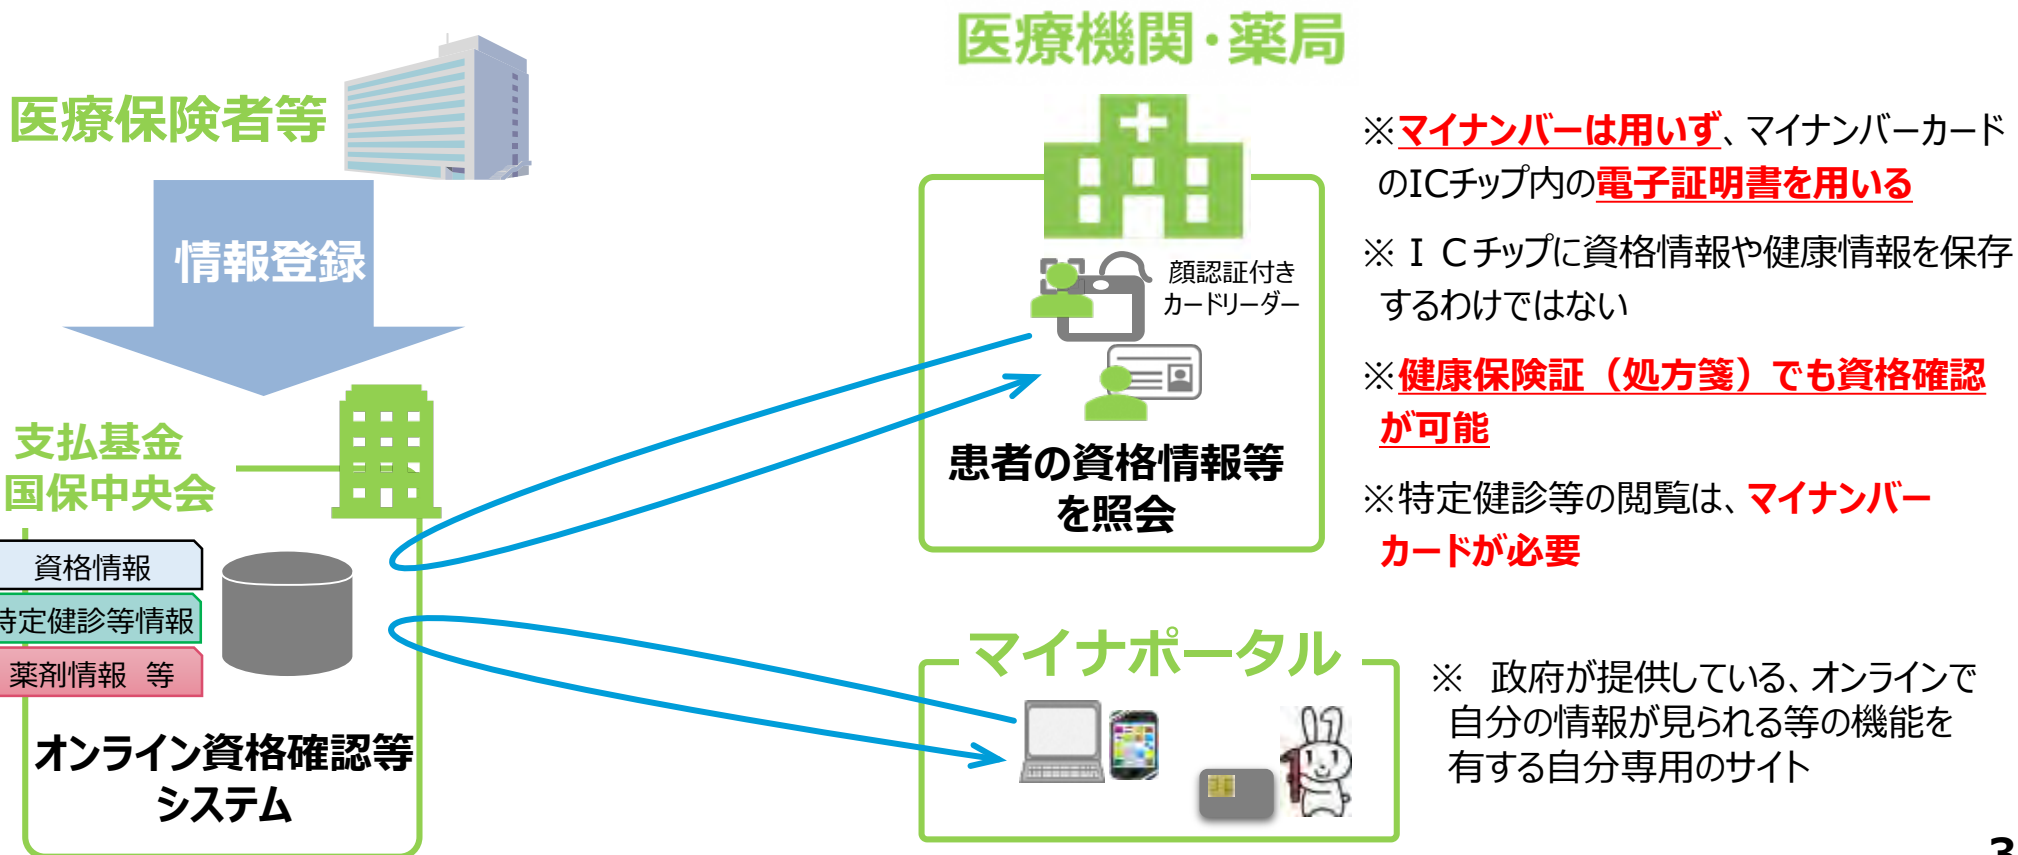 医療保険者等
情報登録
支払基金
国保中央会
資格情報
特定健診等情報
薬剤情報 等
オンライン資格確認等
システム
医療機関・薬局
顔認証付き
カードリーダー
患者の資格情報等
を照会
※マイナンバーは用いず、マイナンバーカード
のICチップ内の電子証明書を用いる
※ＩＣチップに資格情報や健康情報を保存
するわけではない
※健康保険証（処方箋）でも資格確認
が可能
※特定健診等の閲覧は、マイナンバー
カードが必要
マイナポータル
※ 政府が提供している、オンラインで
自分の情報が見られる等の機能を
有する自分専用のサイト
3